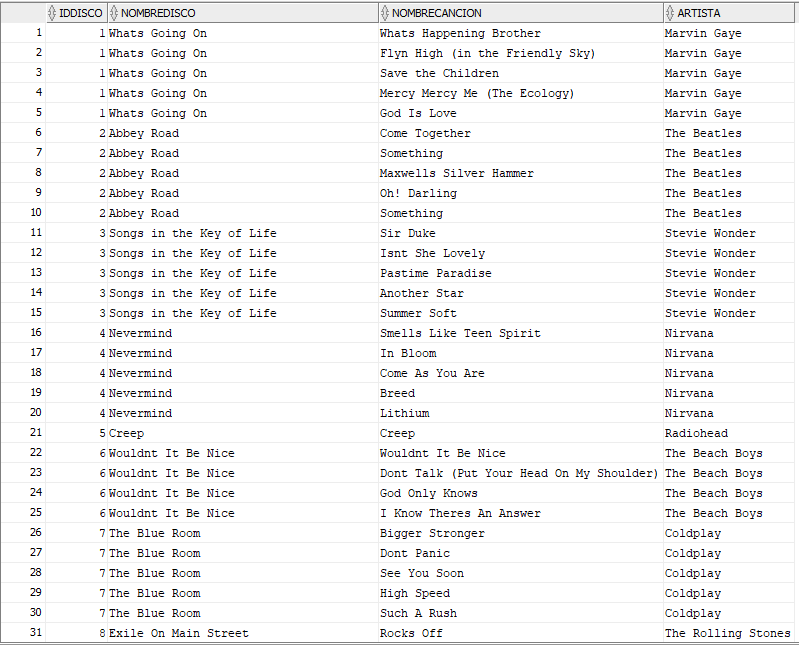 IDDISCO NOMBREDISCO NOMBRECANCION ARTISTA
1 1 Whats Going On Whats Happening Brother Marvin Gaye
2 1 Whats Going On Flyn High (in the Friendly Sky) Marvin Gaye
3 1 Whats Going On Save the Children Marvin Gaye
4 1 Whats Going On Mercy Mercy Me (The Ecology) Marvin Gaye
5 1 Whats Going On God Is Love Marvin Gaye
6 2 Abbey Road Come Together The Beatles
7 2 Abbey Road Something The Beatles
8 2 Abbey Road Maxwells Silver Hammer The Beatles
9 2 Abbey Road Oh! Darling The Beatles
10 2 Abbey Road Something The Beatles
11 3 Songs in the Key of Life Sir Duke Stevie Wonder
12 3 Songs in the Key of Life Isnt She Lovely Stevie Wonder
13 3 Songs in the Key of Life Pastime Paradise Stevie Wonder
14 3 Songs in the Key of Life Another Star Stevie Wonder
15 3 Songs in the Key of Life Summer Soft Stevie Wonder
16 4 Nevermind Smells Like Teen Spirit Nirvana
17 4 Nevermind In Bloom Nirvana
18 4 Nevermind Come As You Are Nirvana
19 4 Nevermind Breed Nirvana
20 4 Nevermind Lithium Nirvana
21 5 Creep Creep Radiohead
22 6 Wouldnt It Be Nice Wouldnt It Be Nice The Beach Boys
23 6 Wouldnt It Be Nice Dont Talk (Put Your Head On My Shoulder) The Beach Boys
24 6 Wouldnt It Be Nice God Only Knows The Beach Boys
25 6 Wouldnt It Be Nice I Know Theres An Answer The Beach Boys
26 7 The Blue Room Bigger Stronger Coldplay
27 7 The Blue Room Dont Panic Coldplay
28 7 The Blue Room See You Soon Coldplay
29 7 The Blue Room High Speed Coldplay
30 7 The Blue Room Such A Rush Coldplay
31 8 Exile On Main Street Rocks Off The Rolling Stones